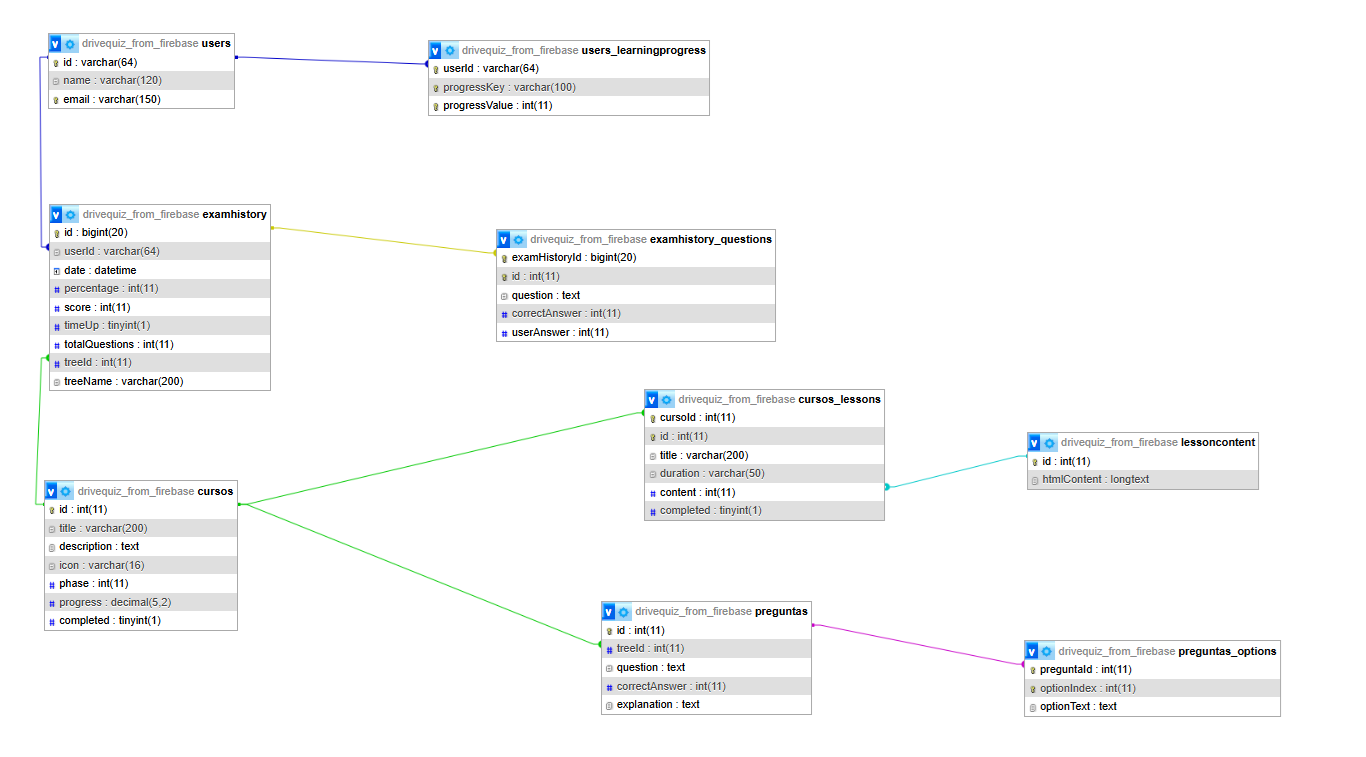 drivequiz_from_firebase users
id : varchar(64)
name : varchar(120)
email : varchar(150)
drivequiz_from_firebase users_learningprogress
userId : varchar(64)
progressKey : varchar(100)
progressValue : int(11)
drivequiz_from_firebase examhistory
id : bigint(20)
userId : varchar(64)
date : datetime
percentage : int(11)
score : int(11)
timeUp : tinyint(1)
totalQuestions : int(11)
treeId : int(11)
treeName : varchar(200)
drivequiz_from_firebase examhistory_questions
examHistoryId : bigint(20)
id : int(11)
question : text
correctAnswer : int(11)
userAnswer : int(11)
drivequiz_from_firebase cursos_lessons
cursoId : int(11)
id : int(11)
title : varchar(200)
duration : varchar(50)
content : int(11)
completed : tinyint(1)
drivequiz_from_firebase lessoncontent
id : int(11)
htmlContent : longtext
drivequiz_from_firebase cursos
id : int(11)
title : varchar(200)
description : text
icon : varchar(16)
phase : int(11)
progress : decimal(5,2)
completed : tinyint(1)
drivequiz_from_firebase preguntas
id : int(11)
treeId : int(11)
question : text
correctAnswer : int(11)
explanation : text
drivequiz_from_firebase preguntas_options
preguntaId : int(11)
optionIndex : int(11)
optionText : text